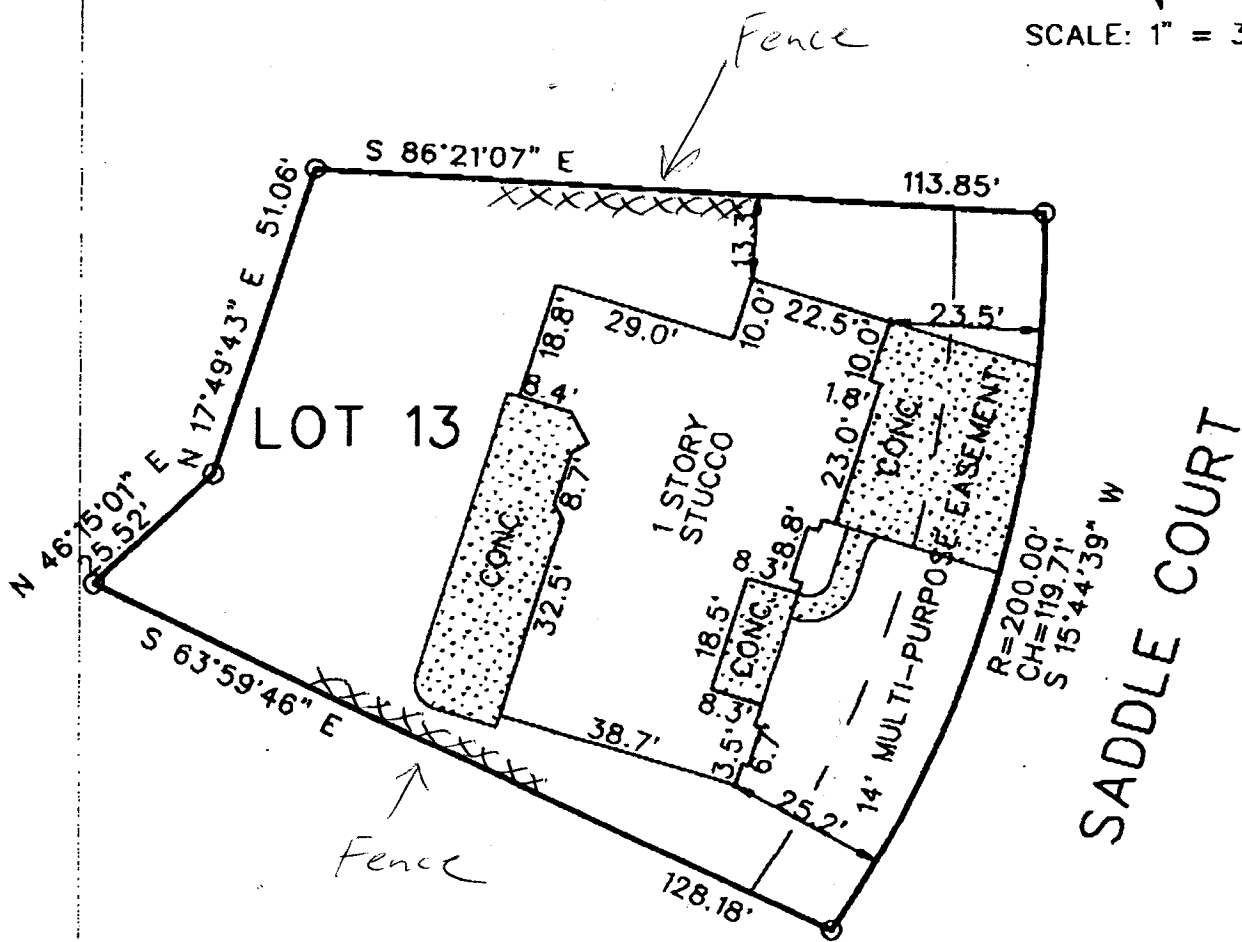 SCALE: 1" = 3
Fence
S 86°21'07" E
113.85'
51.06'
N 17°49'43" E
13.3'
10.0'
22.5'
23.5'
18.8'
29.0'
10.0'
8.4'
1.8'
LOT 13
1 STORY
STUCCO
23.0'
CONC.
8.7'
CONC.
32.5'
N 46°15'01" E
25.52'
8.3'
8.8'
18.5'
CONC.
8.3'
14' MULTI-PURPOSE EASEMENT
R=200.00'
CH=119.71'
S 15°44'39" W
SADDLE COURT
S 63°59'46" E
38.7'
3.5'
6.7'
25.2'
Fence
128.18'